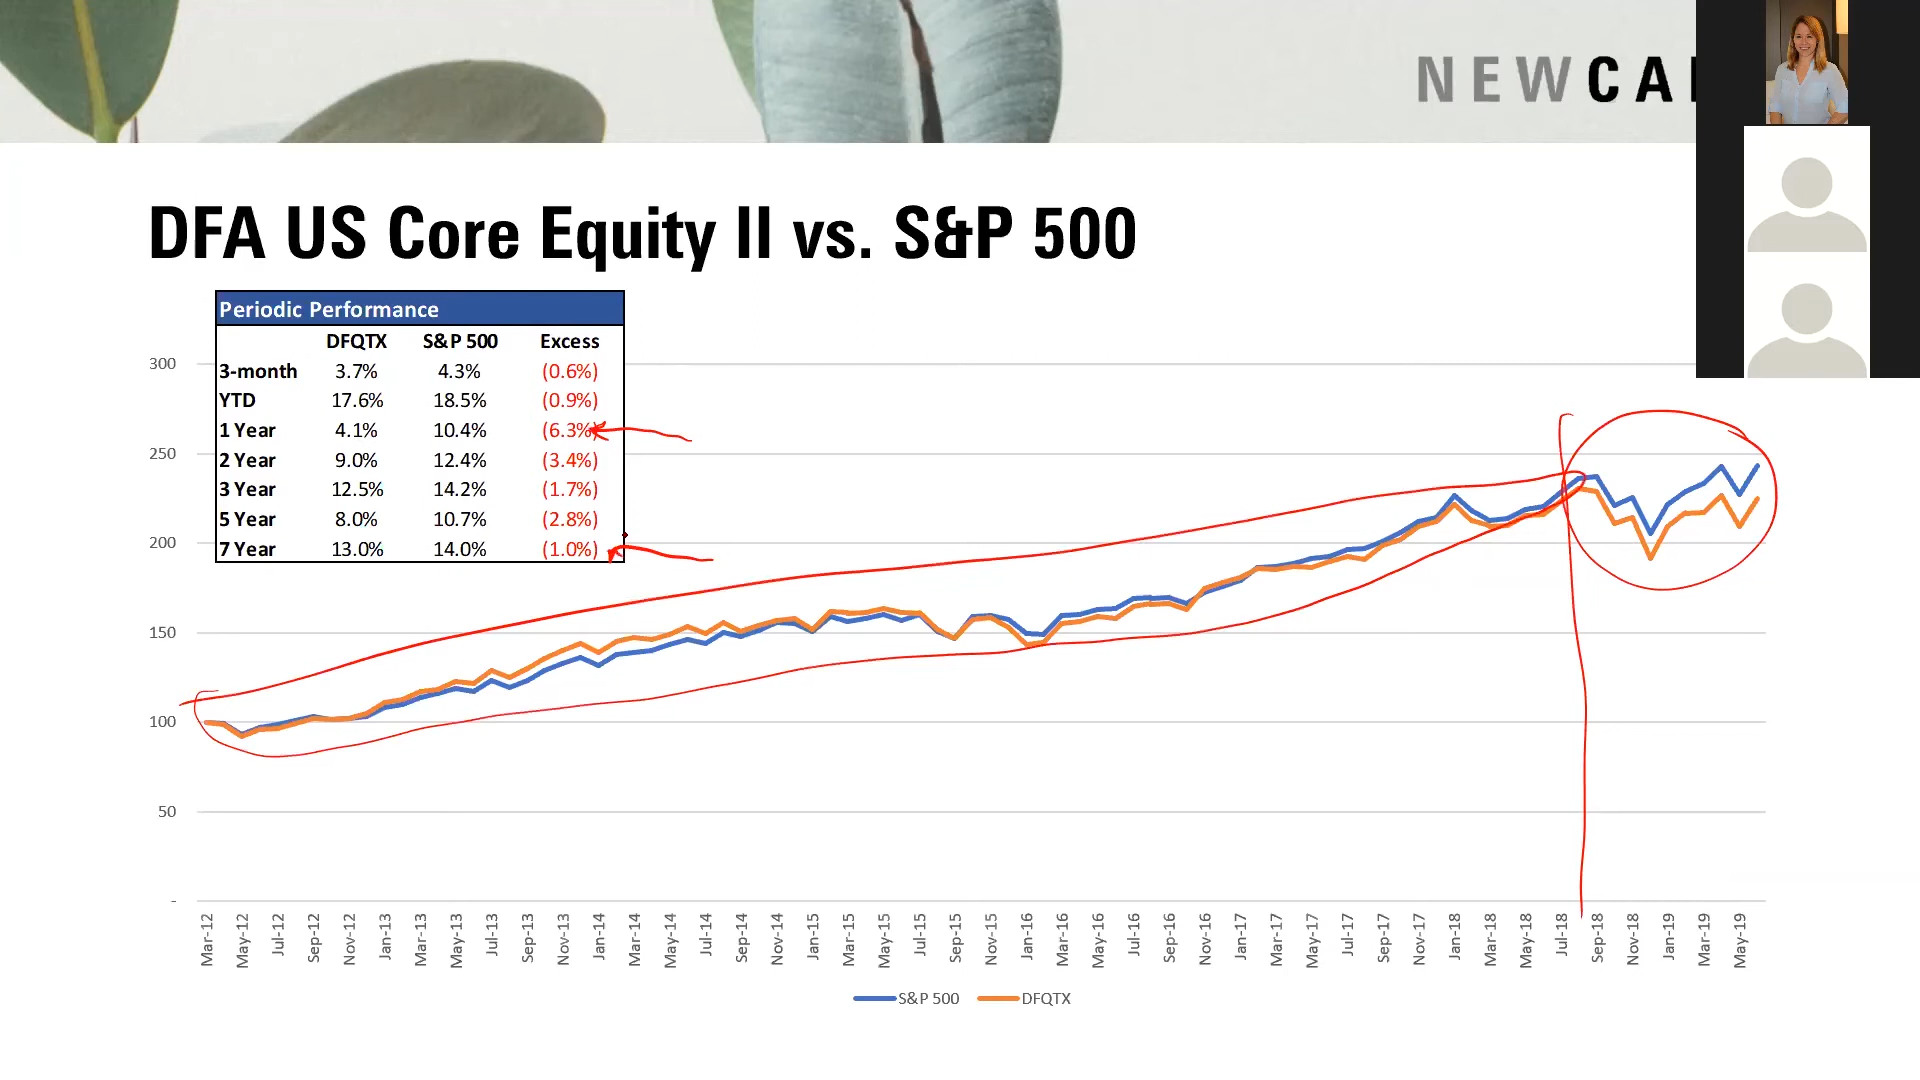 NEWCA
DFA US Core Equity II vs. S&P 500
Periodic Performance
DFQTX S&P 500 Excess
3-month 3.7% 4.3% (0.6%)
YTD 17.6% 18.5% (0.9%)
1 Year 4.1% 10.4% (6.3%)
2 Year 9.0% 12.4% (3.4%)
3 Year 12.5% 14.2% (1.7%)
5 Year 8.0% 10.7% (2.8%)
7 Year 13.0% 14.0% (1.0%)
300
250
200
150
100
50
-
Mar-12 May-12 Jul-12 Sep-12 Nov-12 Jan-13 Mar-13 May-13 Jul-13 Sep-13 Nov-13 Jan-14 Mar-14 May-14 Jul-14 Sep-14 Nov-14 Jan-15 Mar-15 May-15 Jul-15 Sep-15 Nov-15 Jan-16 Mar-16 May-16 Jul-16 Sep-16 Nov-16 Jan-17 Mar-17 May-17 Jul-17 Sep-17 Nov-17 Jan-18 Mar-18 May-18 Jul-18 Sep-18 Nov-18 Jan-19 Mar-19 May-19
S&P 500 DFQTX